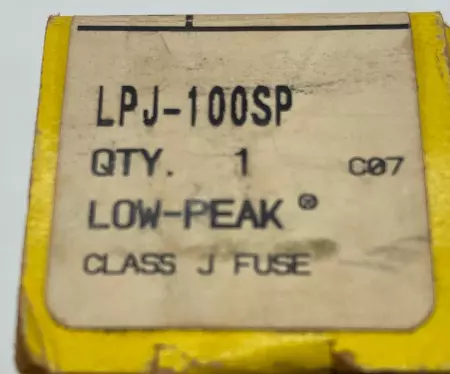 LPJ-100SP
QTY. 1 C07
LOW-PEAK®
CLASS J FUSE